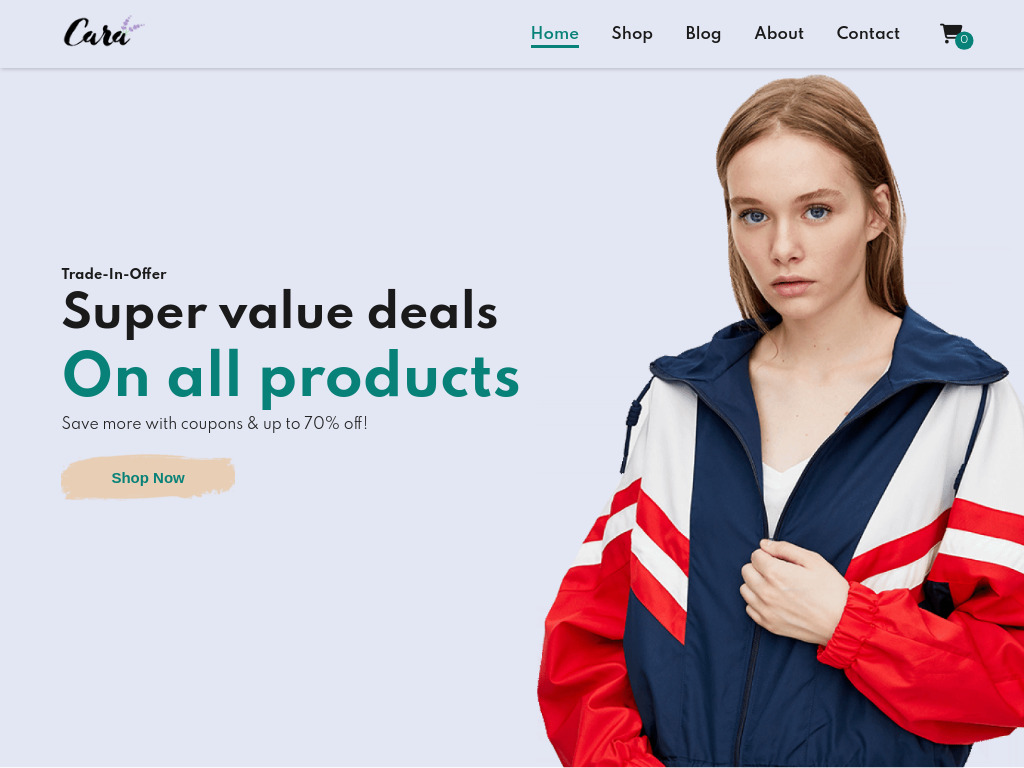 Cara
Home Shop Blog About Contact
0
Trade-In-Offer
Super value deals
On all products
Save more with coupons & up to 70% off!
Shop Now